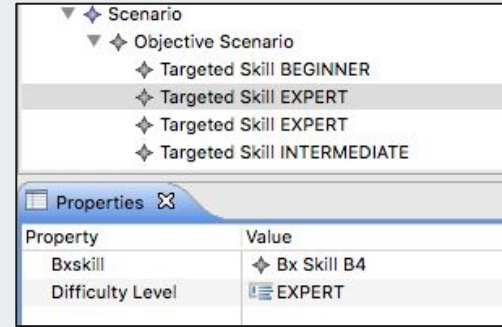 Scenario
Objective Scenario
Targeted Skill BEGINNER
Targeted Skill EXPERT
Targeted Skill EXPERT
Targeted Skill INTERMEDIATE
Properties
Property Value
Bxskill Bx Skill B4
Difficulty Level EXPERT